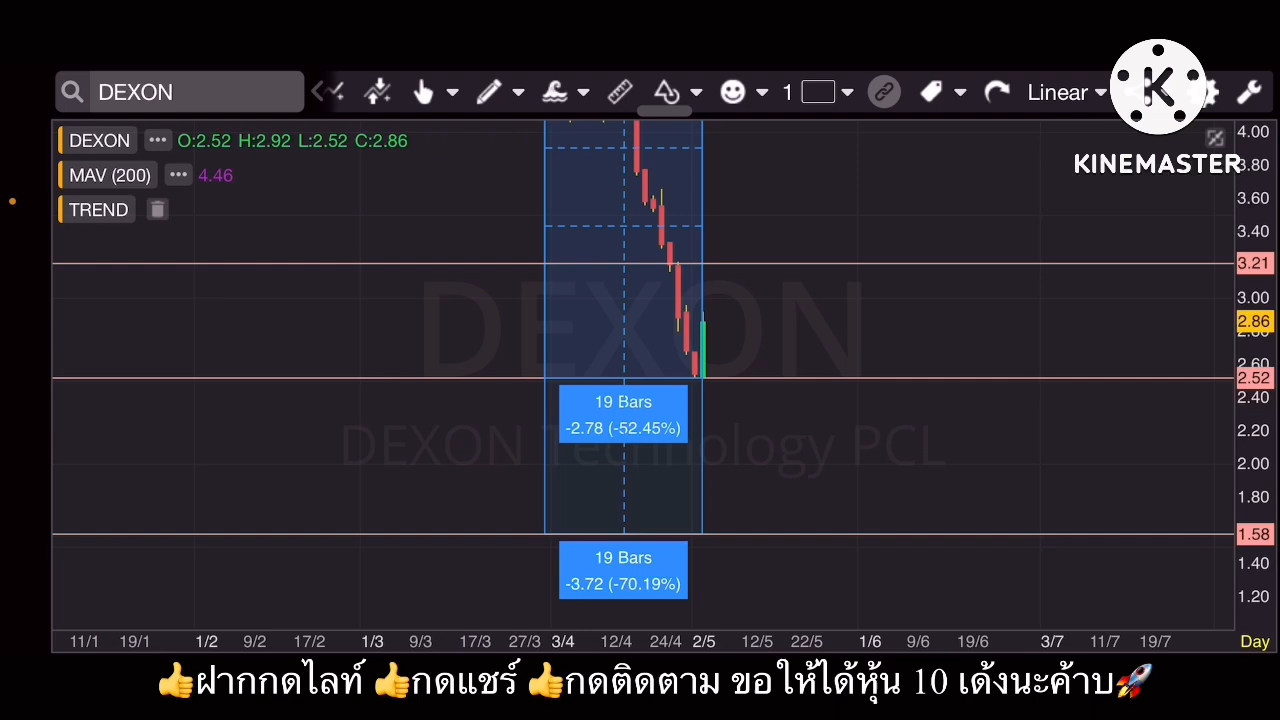 DEXON
1
Linear
KINEMASTER
DEXON ••• O:2.52 H:2.92 L:2.52 C:2.86
MAV (200) ••• 4.46
TREND
4.00
3.80
3.60
3.40
3.21
3.00
2.86
2.80
2.60
2.52
2.40
2.20
2.00
1.80
1.58
1.40
1.20
DEXON
DEXON Technology PCL
19 Bars
-2.78 (-52.45%)
19 Bars
-3.72 (-70.19%)
11/1 19/1 1/2 9/2 17/2 1/3 9/3 17/3 27/3 3/4 12/4 24/4 2/5 12/5 22/5 1/6 9/6 19/6 3/7 11/7 19/7 Day
👍ฝากกดไลท์ 👍กดแชร์ 👍กดติดตาม ขอให้ได้หุ้น 10 เด้งนะค้าบ🚀